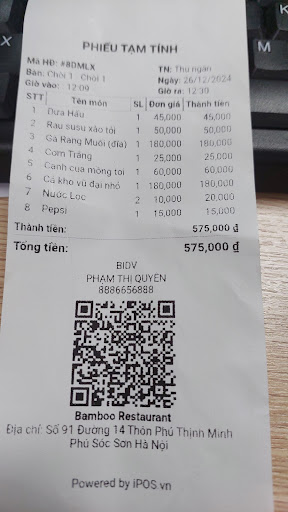 PHIẾU TẠM TÍNH
Mã HĐ: #8DMLX TN: Thu ngân
Bàn: Chòi 1 - Chòi 1 Ngày: 26/12/2024
Giờ vào: 12:09 Giờ ra: 12:30
STT Tên món SL Đơn giá Thành tiền
1 Dưa Hấu 1 45,000 45,000
2 Rau susu xào tỏi 1 50,000 50,000
3 Gà Rang Muối (đĩa) 1 180,000 180,000
4 Cơm Trắng 1 25,000 25,000
5 Canh cua mồng tơi 1 60,000 60,000
6 Cá kho vú đại nhỏ 1 180,000 180,000
7 Nước Lọc 2 10,000 20,000
8 Pepsi 1 15,000 15,000
Thành tiền: 575,000 ₫
Tổng tiền: 575,000 ₫
BIDV
PHẠM THỊ QUYÊN
8886656888
Bamboo Restaurant
Địa chỉ: Số 91 Đường 14 Thôn Phú Thịnh Minh
Phú Sóc Sơn Hà Nội
Powered by iPOS.vn